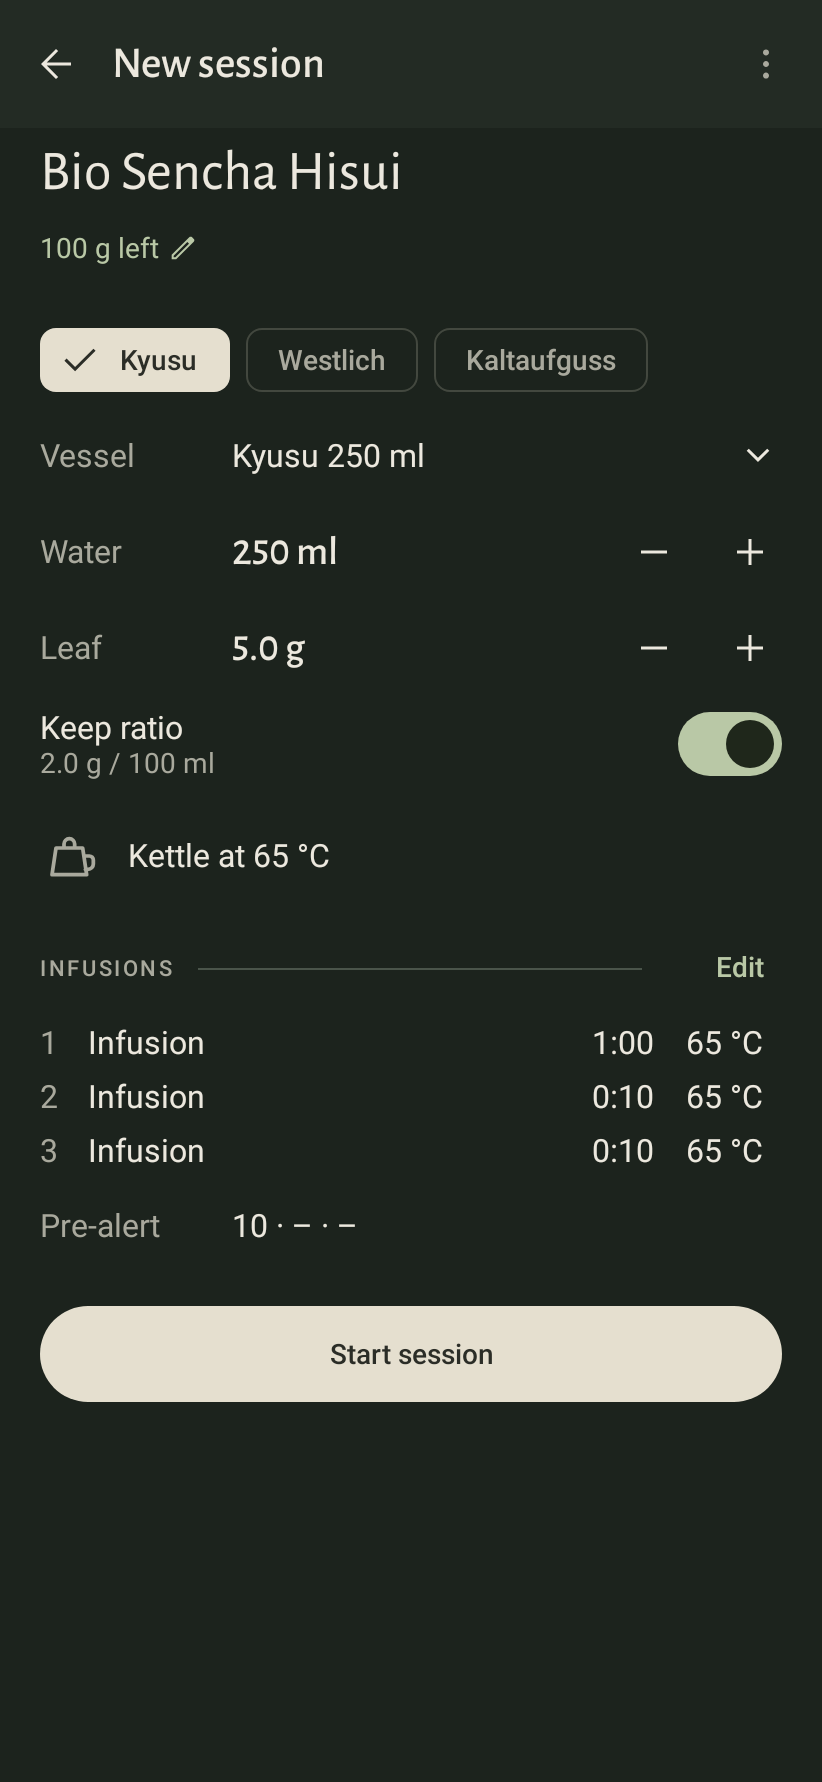 New session
Bio Sencha Hisui
100 g left
Kyusu Westlich Kaltaufguss
Vessel Kyusu 250 ml
Water 250 ml
Leaf 5.0 g
Keep ratio
2.0 g / 100 ml
Kettle at 65 °C
INFUSIONS Edit
1 Infusion 1:00 65 °C
2 Infusion 0:10 65 °C
3 Infusion 0:10 65 °C
Pre-alert 10 · – · –
Start session